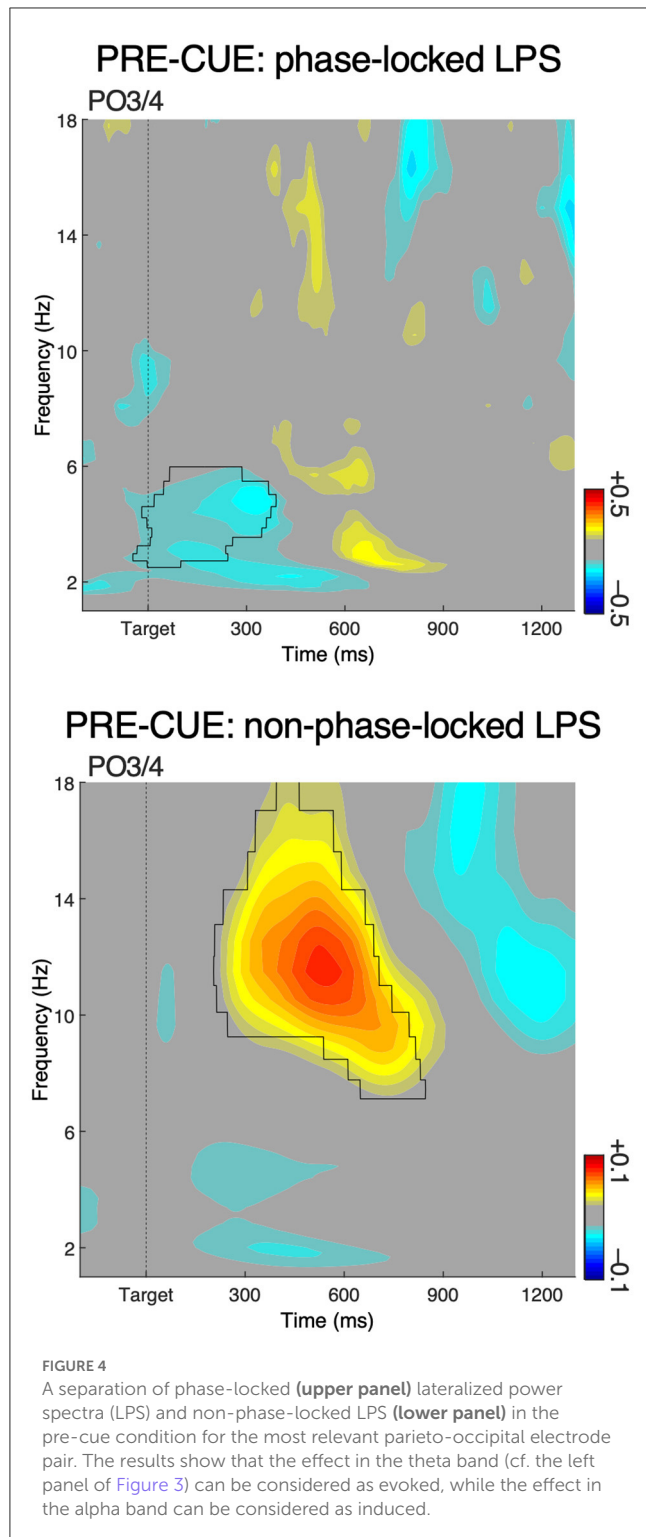 PRE-CUE: phase-locked LPS
PO3/4
18
14
10
6
2
Frequency (Hz)
Target 300 600 900 1200
Time (ms)
+0.5
−0.5
PRE-CUE: non-phase-locked LPS
PO3/4
18
14
10
6
2
Frequency (Hz)
Target 300 600 900 1200
Time (ms)
+0.1
−0.1
FIGURE 4
A separation of phase-locked (upper panel) lateralized power
spectra (LPS) and non-phase-locked LPS (lower panel) in the
pre-cue condition for the most relevant parieto-occipital electrode
pair. The results show that the effect in the theta band (cf. the left
panel of Figure 3) can be considered as evoked, while the effect in
the alpha band can be considered as induced.